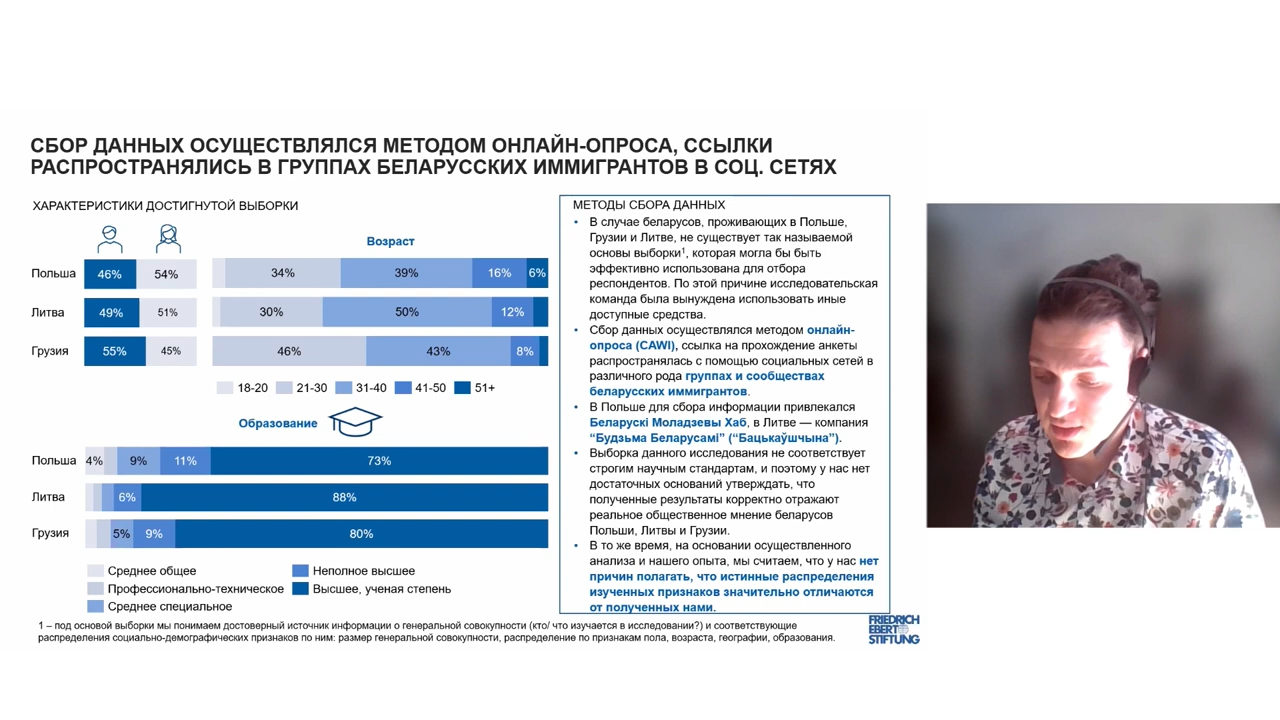 СБОР ДАННЫХ ОСУЩЕСТВЛЯЛСЯ МЕТОДОМ ОНЛАЙН-ОПРОСА, ССЫЛКИ
РАСПРОСТРАНЯЛИСЬ В ГРУППАХ БЕЛАРУССКИХ ИММИГРАНТОВ В СОЦ. СЕТЯХ
ХАРАКТЕРИСТИКИ ДОСТИГНУТОЙ ВЫБОРКИ
Возраст
Польша 46% 54% 34% 39% 16% 6%
Литва 49% 51% 30% 50% 12%
Грузия 55% 45% 46% 43% 8%
18-20 21-30 31-40 41-50 51+
Образование
Польша 4% 9% 11% 73%
Литва 6% 88%
Грузия 5% 9% 80%
Среднее общее
Профессионально-техническое
Среднее специальное
Неполное высшее
Высшее, ученая степень
МЕТОДЫ СБОРА ДАННЫХ
• В случае беларусов, проживающих в Польше,
Грузии и Литве, не существует так называемой
основы выборки¹, которая могла бы быть
эффективно использована для отбора
респондентов. По этой причине исследовательская
команда была вынуждена использовать иные
доступные средства.
• Сбор данных осуществлялся методом онлайн-
опроса (CAWI), ссылка на прохождение анкеты
распространялась с помощью социальных сетей в
различного рода группах и сообществах
беларусских иммигрантов.
• В Польше для сбора информации привлекался
Беларускі Моладзевы Хаб, в Литве — компания
“Будзьма Беларусамі” (“Бацькаўшчына”).
• Выборка данного исследования не соответствует
строгим научным стандартам, и поэтому у нас нет
достаточных оснований утверждать, что
полученные результаты корректно отражают
реальное общественное мнение беларусов
Польши, Литвы и Грузии.
• В то же время, на основании осуществленного
анализа и нашего опыта, мы считаем, что у нас нет
причин полагать, что истинные распределения
изученных признаков значительно отличаются
от полученных нами.
1 – под основой выборки мы понимаем достоверный источник информации о генеральной совокупности (кто/ что изучается в исследовании?) и соответствующие
распределения социально-демографических признаков по ним: размер генеральной совокупности, распределение по признакам пола, возраста, географии, образования.
FRIEDRICH
EBERT
STIFTUNG